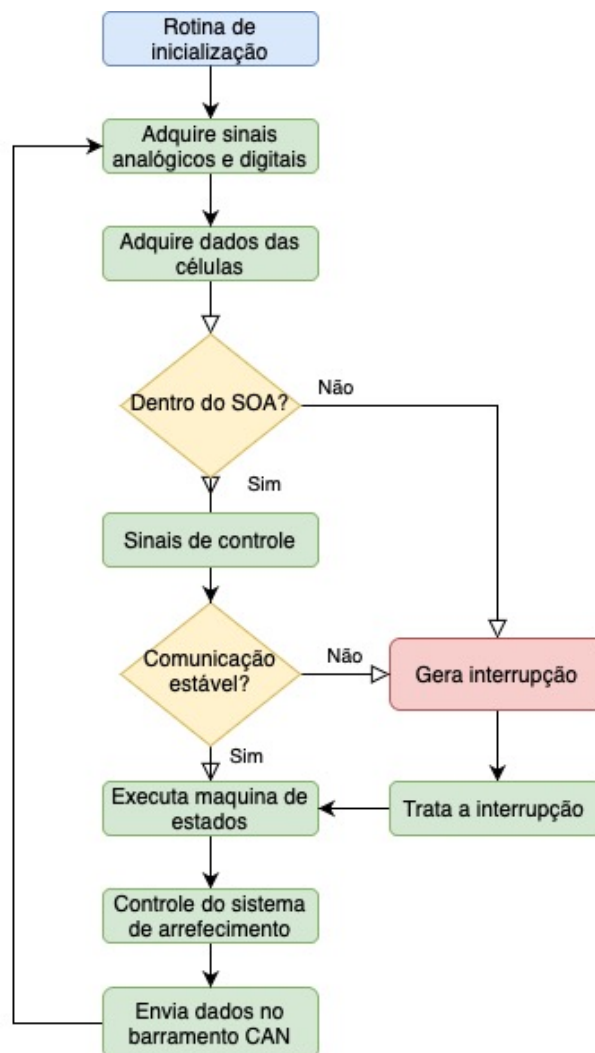 Rotina de
inicialização
Adquire sinais
analógicos e digitais
Adquire dados das
células
Dentro do SOA?
Não
Sim
Sinais de controle
Comunicação
estável?
Não
Gera interrupção
Sim
Executa maquina de
estados
Trata a interrupção
Controle do sistema
de arrefecimento
Envia dados no
barramento CAN